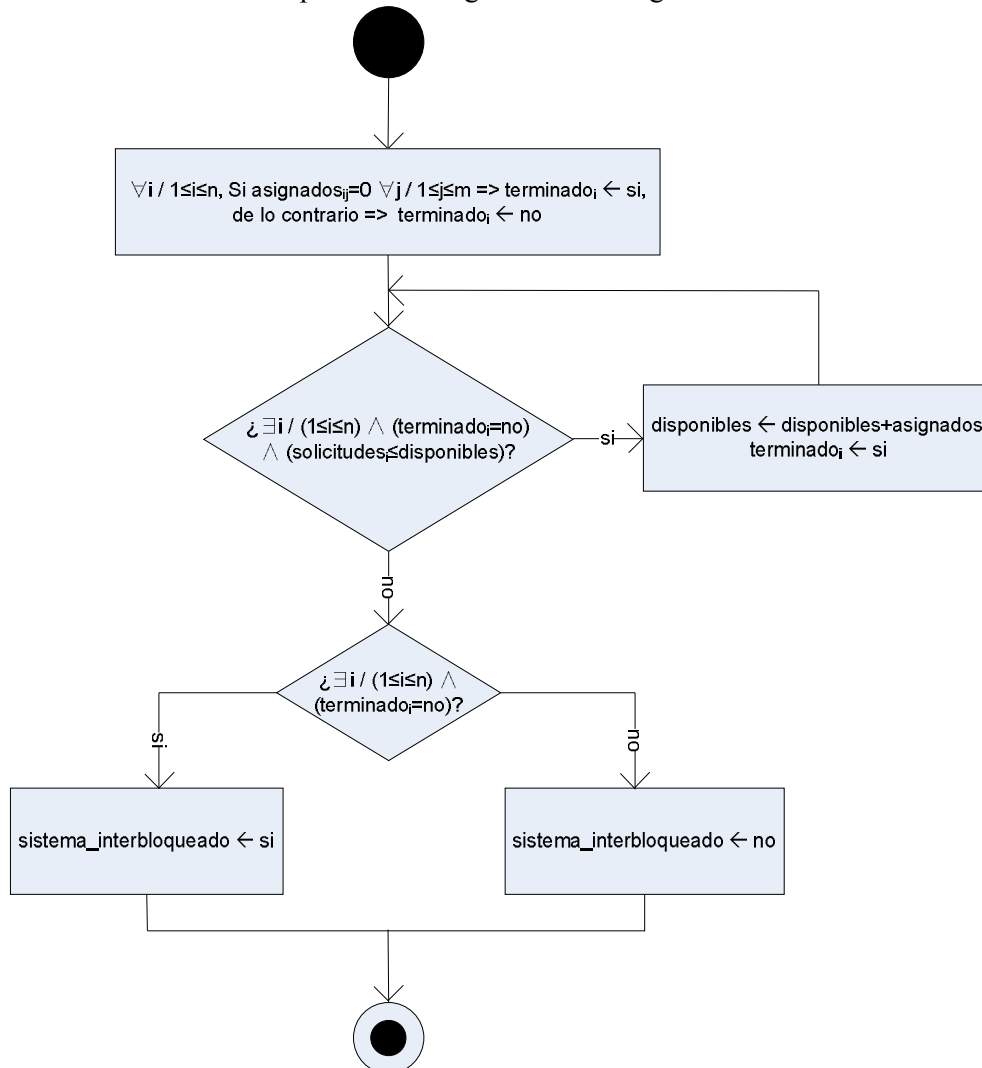 ∀i / 1≤i≤n, Si asignadosij=0 ∀j / 1≤j≤m => terminadoi ← si,
de lo contrario => terminadoi ← no
¿∃i / (1≤i≤n) ∧ (terminadoi=no)
∧ (solicitudesi≤disponibles)?
si
disponibles ← disponibles+asignados
terminadoi ← si
no
¿∃i / (1≤i≤n) ∧
(terminadoi=no)?
si
no
sistema_interbloqueado ← si
sistema_interbloqueado ← no